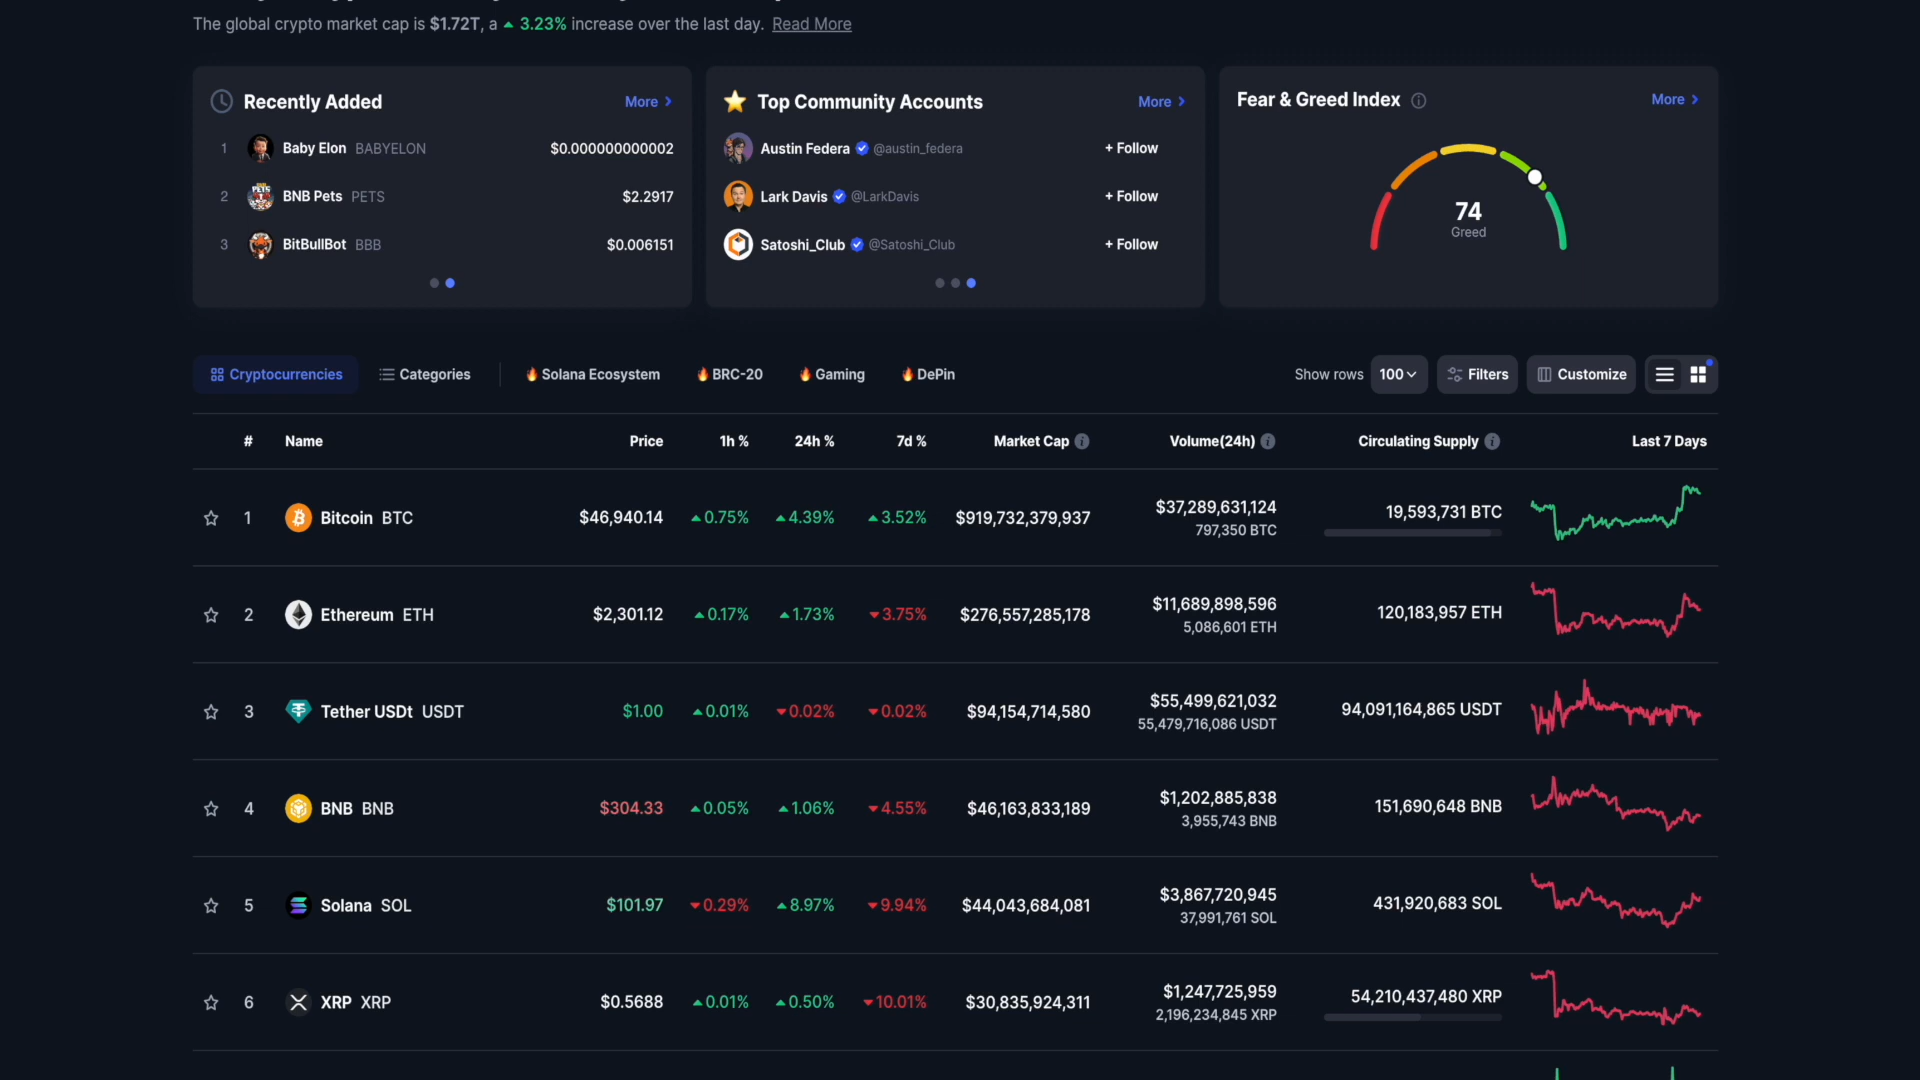 The global crypto market cap is $1.72T, a 3.23% increase over the last day. Read More
Recently Added
More
1 Baby Elon BABYELON $0.000000000002
2 BNB Pets PETS $2.2917
3 BitBullBot BBB $0.006151
Top Community Accounts
More
Austin Federa @austin_federa + Follow
Lark Davis @LarkDavis + Follow
Satoshi_Club @Satoshi_Club + Follow
Fear & Greed Index
More
74
Greed
Cryptocurrencies Categories Solana Ecosystem BRC-20 Gaming DePin Show rows 100 Filters Customize
# Name Price 1h % 24h % 7d % Market Cap Volume(24h) Circulating Supply Last 7 Days
1 Bitcoin BTC $46,940.14 0.75% 4.39% 3.52% $919,732,379,937 $37,289,631,124 19,593,731 BTC
797,350 BTC
2 Ethereum ETH $2,301.12 0.17% 1.73% 3.75% $276,557,285,178 $11,689,898,596 120,183,957 ETH
5,086,601 ETH
3 Tether USDt USDT $1.00 0.01% 0.02% 0.02% $94,154,714,580 $55,499,621,032 94,091,164,865 USDT
55,479,716,086 USDT
4 BNB BNB $304.33 0.05% 1.06% 4.55% $46,163,833,189 $1,202,885,838 151,690,648 BNB
3,955,743 BNB
5 Solana SOL $101.97 0.29% 8.97% 9.94% $44,043,684,081 $3,867,720,945 431,920,683 SOL
37,991,761 SOL
6 XRP XRP $0.5688 0.01% 0.50% 10.01% $30,835,924,311 $1,247,725,959 54,210,437,480 XRP
2,196,234,845 XRP